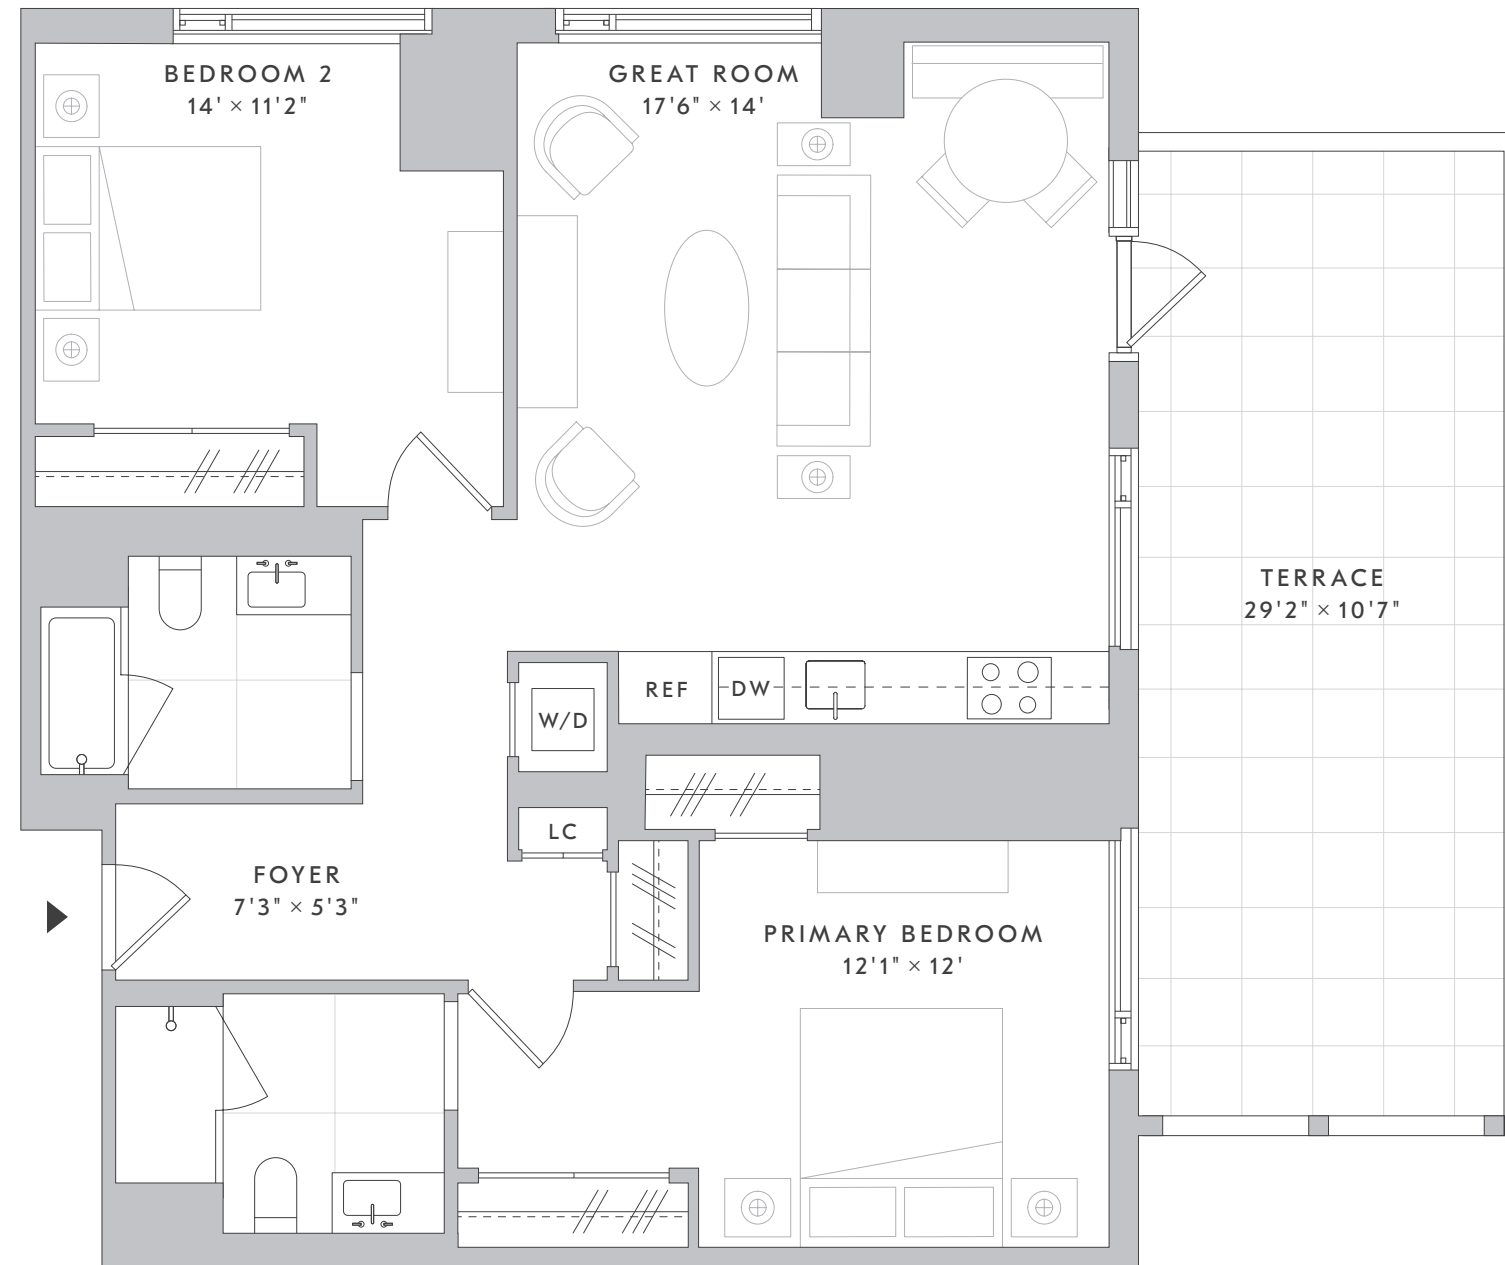 BEDROOM 2
14' × 11'2"
GREAT ROOM
17'6" × 14'
TERRACE
29'2" × 10'7"
REF
DW
W/D
LC
FOYER
7'3" × 5'3"
PRIMARY BEDROOM
12'1" × 12'